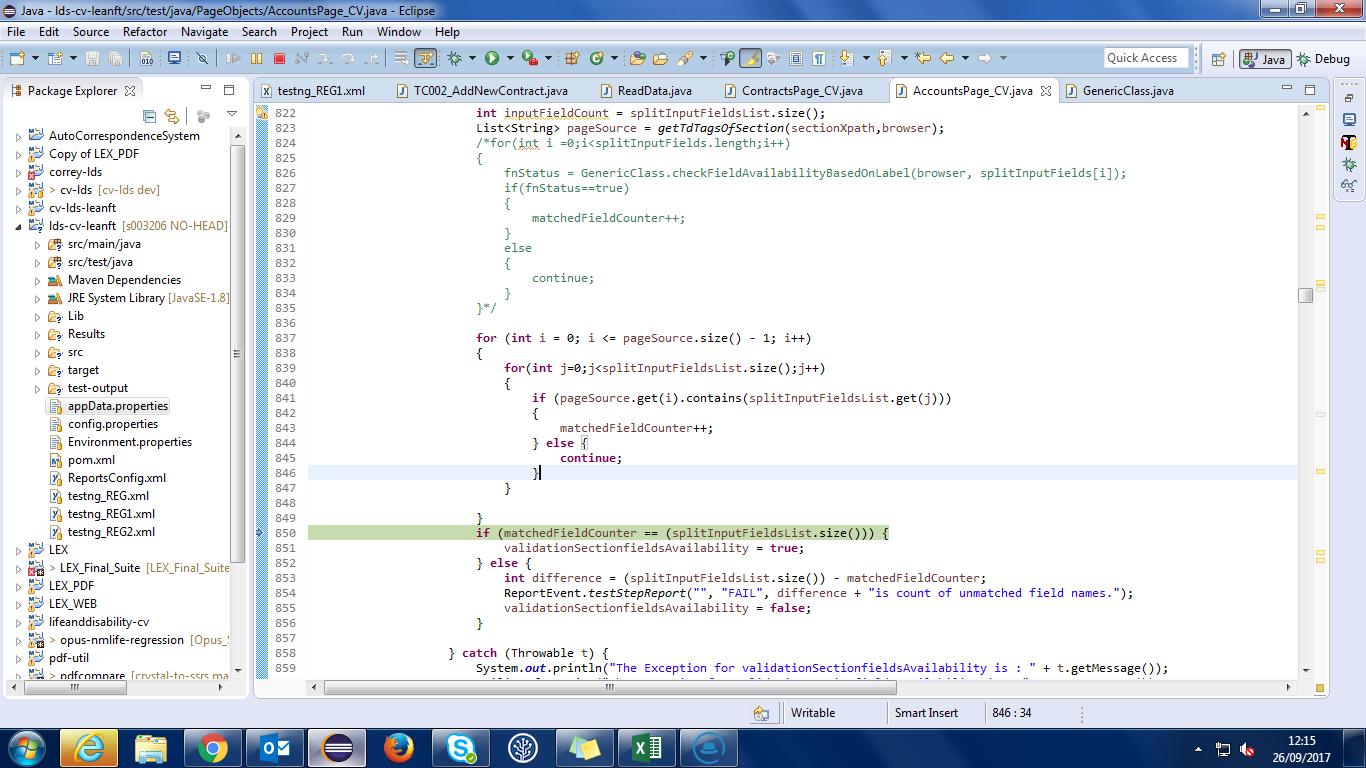 Java - lds-cv-leanft/src/test/java/PageObjects/AccountsPage_CV.java - Eclipse
File Edit Source Refactor Navigate Search Project Run Window Help
Quick Access
Java
Debug
Package Explorer
testng_REG1.xml
TC002_AddNewContract.java
ReadData.java
ContractsPage_CV.java
AccountsPage_CV.java
GenericClass.java
AutoCorrespondenceSystem
Copy of LEX_PDF
correy-lds
> cv-lds [cv-lds dev]
cv-lds-leanft
lds-cv-leanft [s003206 NO-HEAD]
src/main/java
src/test/java
Maven Dependencies
JRE System Library [JavaSE-1.8]
Lib
Results
src
target
test-output
appData.properties
config.properties
Environment.properties
pom.xml
ReportsConfig.xml
testng_REG.xml
testng_REG1.xml
testng_REG2.xml
LEX
> LEX_Final_Suite [LEX_Final_Suite
LEX_PDF
LEX_WEB
lifeanddisability-cv
> opus-nmlife-regression [Opus_S
pdf-util
> pdfcompare [crystal-to-ssrs ma
822 int inputFieldCount = splitInputFieldsList.size();
823 List<String> pageSource = getTdTagsOfSection(sectionXpath,browser);
824 /*for(int i =0;i<splitInputFields.length;i++)
825 {
826 fnStatus = GenericClass.checkFieldAvailabilityBasedOnLabel(browser, splitInputFields[i]);
827 if(fnStatus==true)
828 {
829 matchedFieldCounter++;
830 }
831 else
832 {
833 continue;
834 }
835 }*/
836
837 for (int i = 0; i <= pageSource.size() - 1; i++)
838 {
839 for(int j=0;j<splitInputFieldsList.size();j++)
840 {
841 if (pageSource.get(i).contains(splitInputFieldsList.get(j)))
842 {
843 matchedFieldCounter++;
844 } else {
845 continue;
846 }
847 }
848
849 }
850 if (matchedFieldCounter == (splitInputFieldsList.size())) {
851 validationSectionfieldsAvailability = true;
852 } else {
853 int difference = (splitInputFieldsList.size()) - matchedFieldCounter;
854 ReportEvent.testStepReport("", "FAIL", difference + "is count of unmatched field names.");
855 validationSectionfieldsAvailability = false;
856 }
857
858 } catch (Throwable t) {
859 System.out.println("The Exception for validationSectionfieldsAvailability is : " + t.getMessage());
Writable
Smart Insert
846 : 34
12:15
26/09/2017